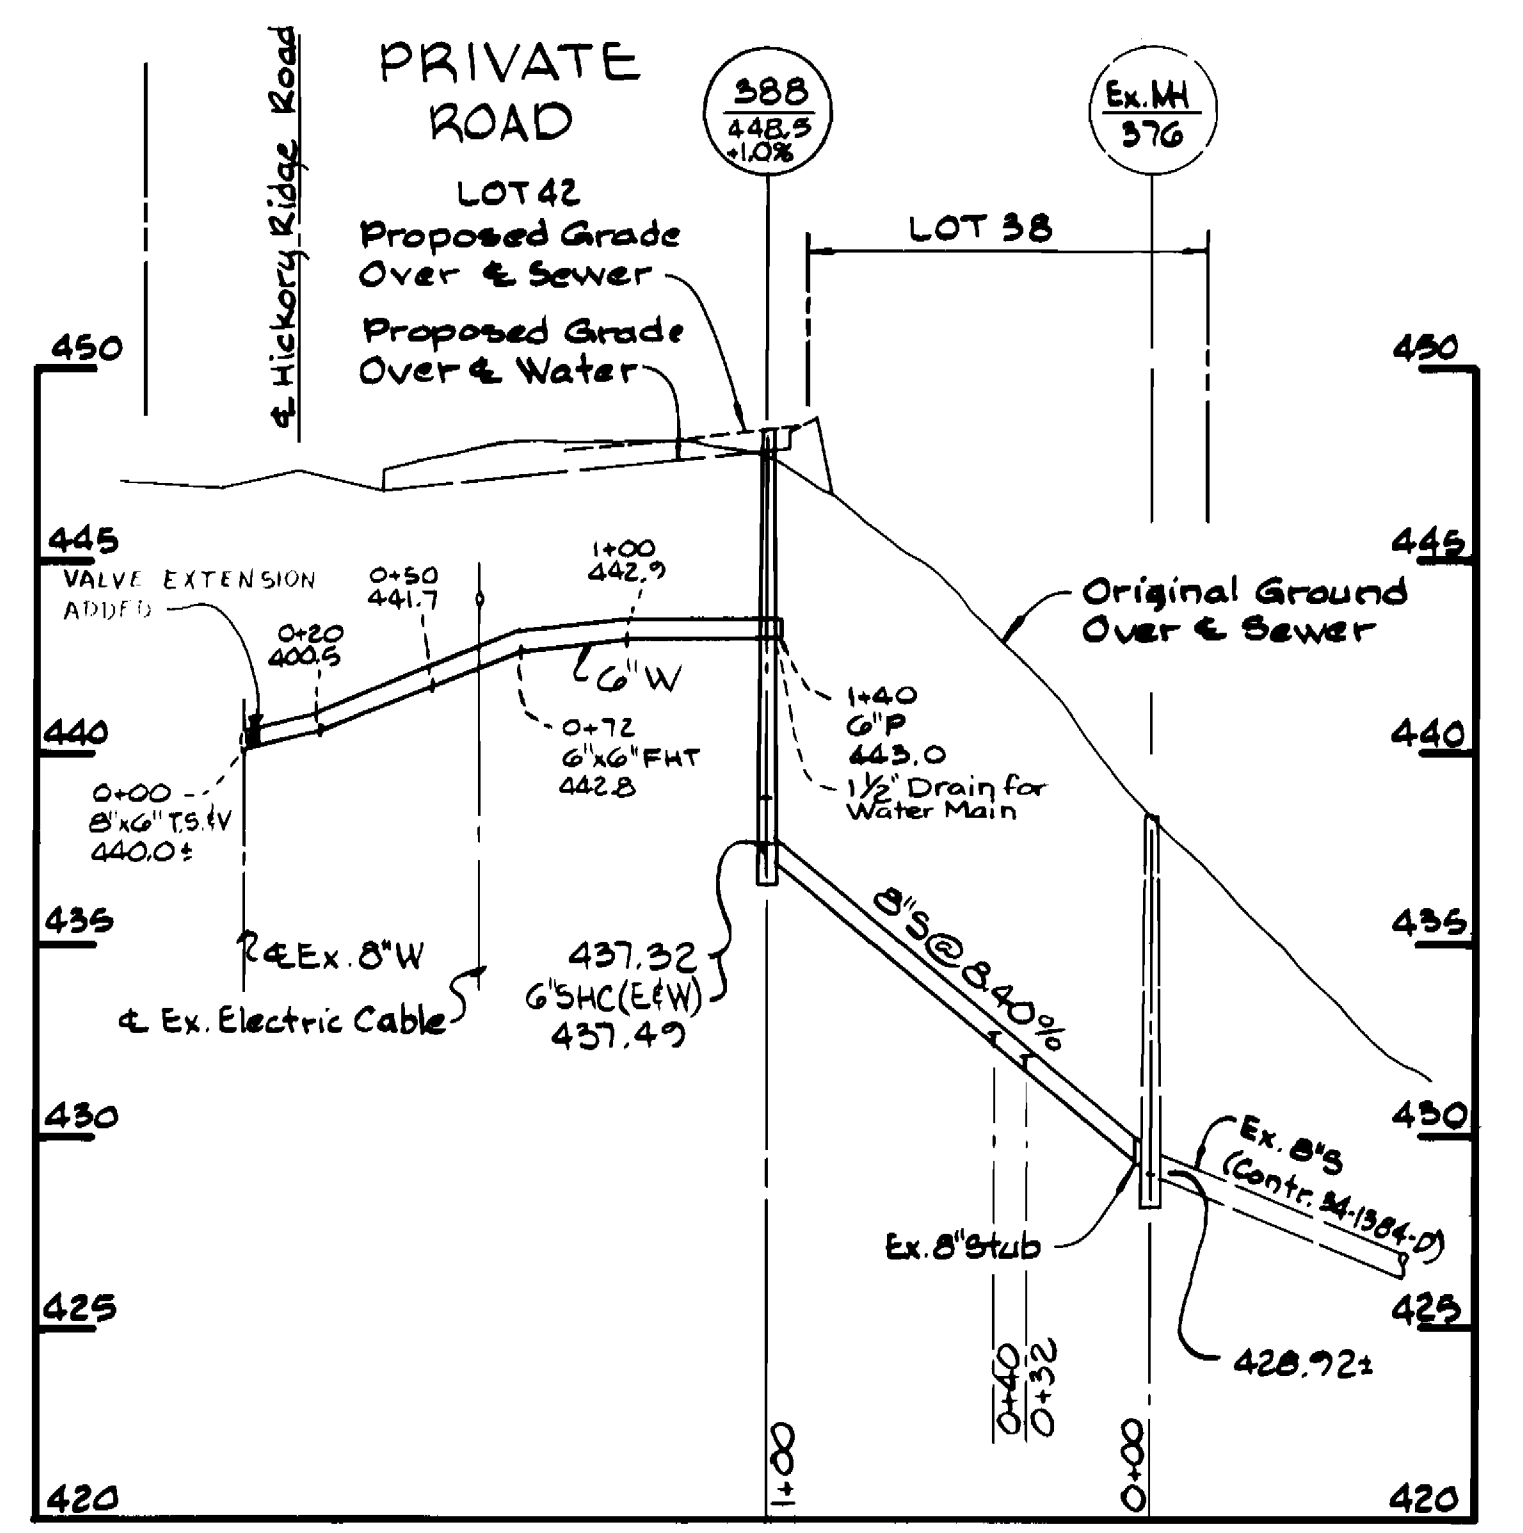 PRIVATE
ROAD
LOT 42
Proposed Grade
Over ℄ Sewer
Proposed Grade
Over ℄ Water
℄ Hickory Ridge Road
388
448.5
+1.0%
Ex. MH
376
LOT 38
450
450
445
445
VALVE EXTENSION
ADDED
0+20
400.5
0+50
441.7
1+00
442.9
6"W
Original Ground
Over ℄ Sewer
440
440
0+00
8"x6" T.S.&V
440.0±
0+72
6"x6" FHT
442.8
1+40
6"P
443.0
1½" Drain for
Water Main
435
435
℄ Ex. 8"W
℄ Ex. Electric Cable
437.32
6"SHC(E&W)
437.49
8"S@ 8.40%
430
430
Ex. 8"S
(Contr. 34-1384-D)
Ex. 8"Stub
425
425
428.92±
0+40
0+32
1+00
0+00
420
420